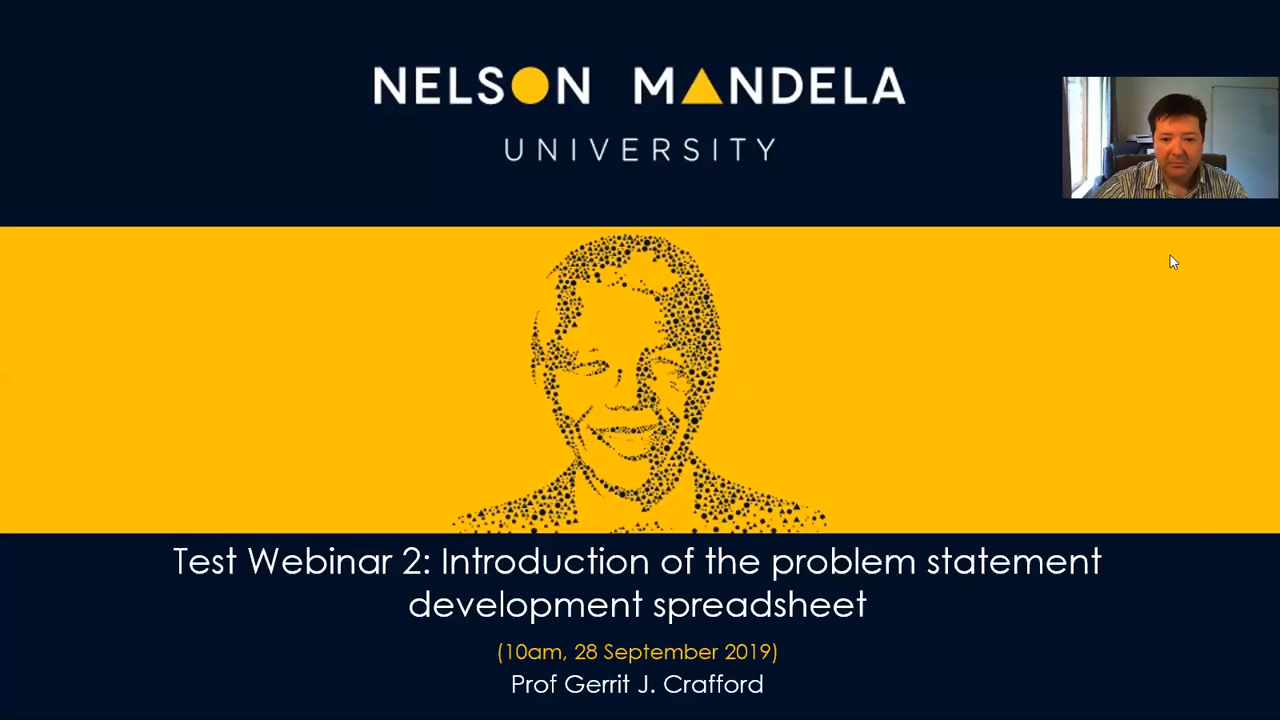 NELSON MANDELA
UNIVERSITY
Test Webinar 2: Introduction of the problem statement
development spreadsheet
(10am, 28 September 2019)
Prof Gerrit J. Crafford